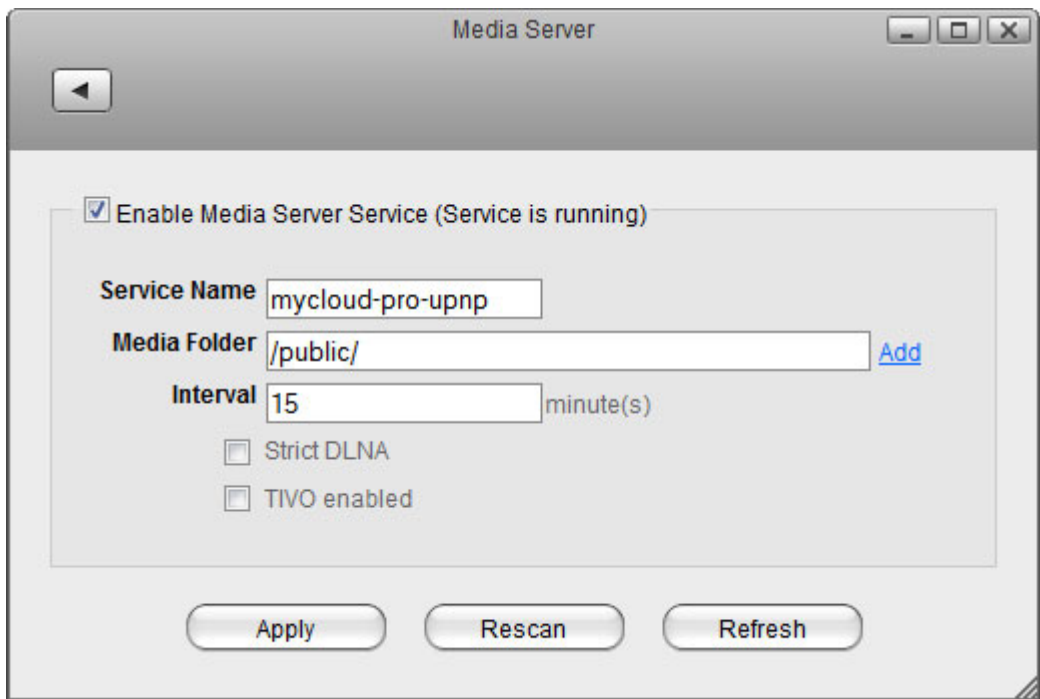 Media Server
Enable Media Server Service (Service is running)
Service Name mycloud-pro-upnp
Media Folder /public/ Add
Interval 15 minute(s)
Strict DLNA
TIVO enabled
Apply Rescan Refresh